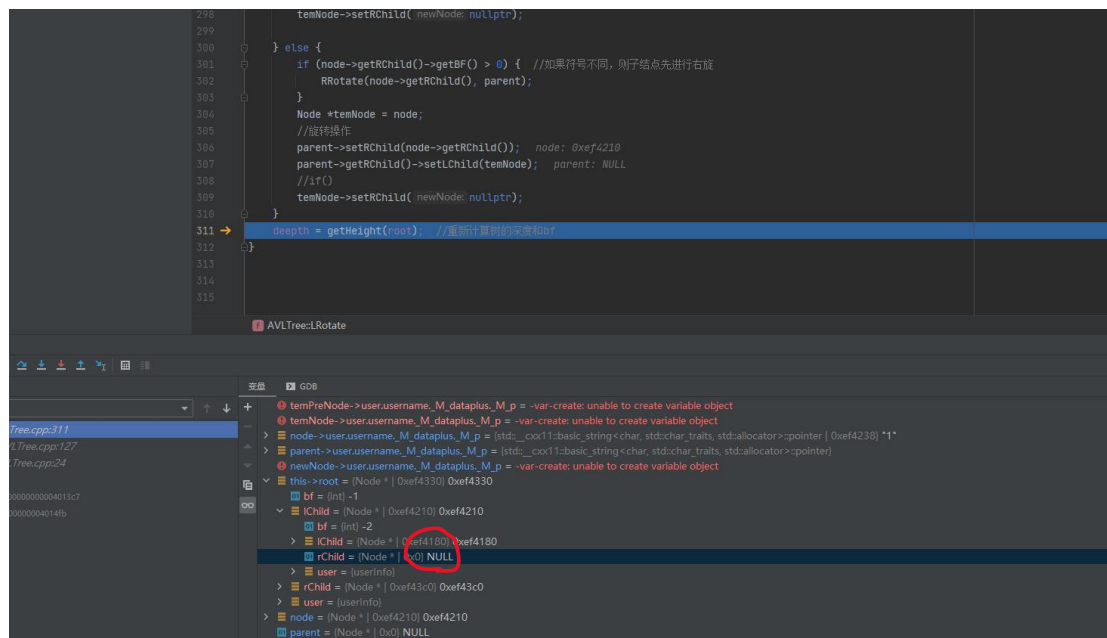 298 temNode->setRChild( newNode: nullptr);
299
300 } else {
301 if (node->getRChild()->getBF() > 0) { //如果符号不同，则子结点先进行右旋
302 RRotate(node->getRChild(), parent);
303 }
304 Node *temNode = node;
305 //旋转操作
306 parent->setRChild(node->getRChild()); node: 0xef4210
307 parent->getRChild()->setLChild(temNode); parent: NULL
308 //if()
309 temNode->setRChild( newNode: nullptr);
310 }
311 deepth = getHeight(root); //重新计算树的深度和bf
312 }
313
314
315
f AVLTree::LRotate
变量 GDB
temPreNode->user.username._M_dataplus._M_p = -var-create: unable to create variable object
Tree.cpp:311
temNode->user.username._M_dataplus._M_p = -var-create: unable to create variable object
/LTree.cpp:127
node->user.username._M_dataplus._M_p = {std::__cxx11::basic_string<char, std::char_traits, std::allocator>::pointer | 0xef4238} "1"
.Tree.cpp:24
parent->user.username._M_dataplus._M_p = {std::__cxx11::basic_string<char, std::char_traits, std::allocator>::pointer}
newNode->user.username._M_dataplus._M_p = -var-create: unable to create variable object
this->root = {Node * | 0xef4330} 0xef4330
00000000004013c7
01 bf = {int} -1
00000004014fb
lChild = {Node * | 0xef4210} 0xef4210
01 bf = {int} -2
lChild = {Node * | 0xef4180} 0xef4180
01 rChild = {Node * | 0x0} NULL
user = {userInfo}
rChild = {Node * | 0xef43c0} 0xef43c0
user = {userInfo}
node = {Node * | 0xef4210} 0xef4210
01 parent = {Node * | 0x0} NULL